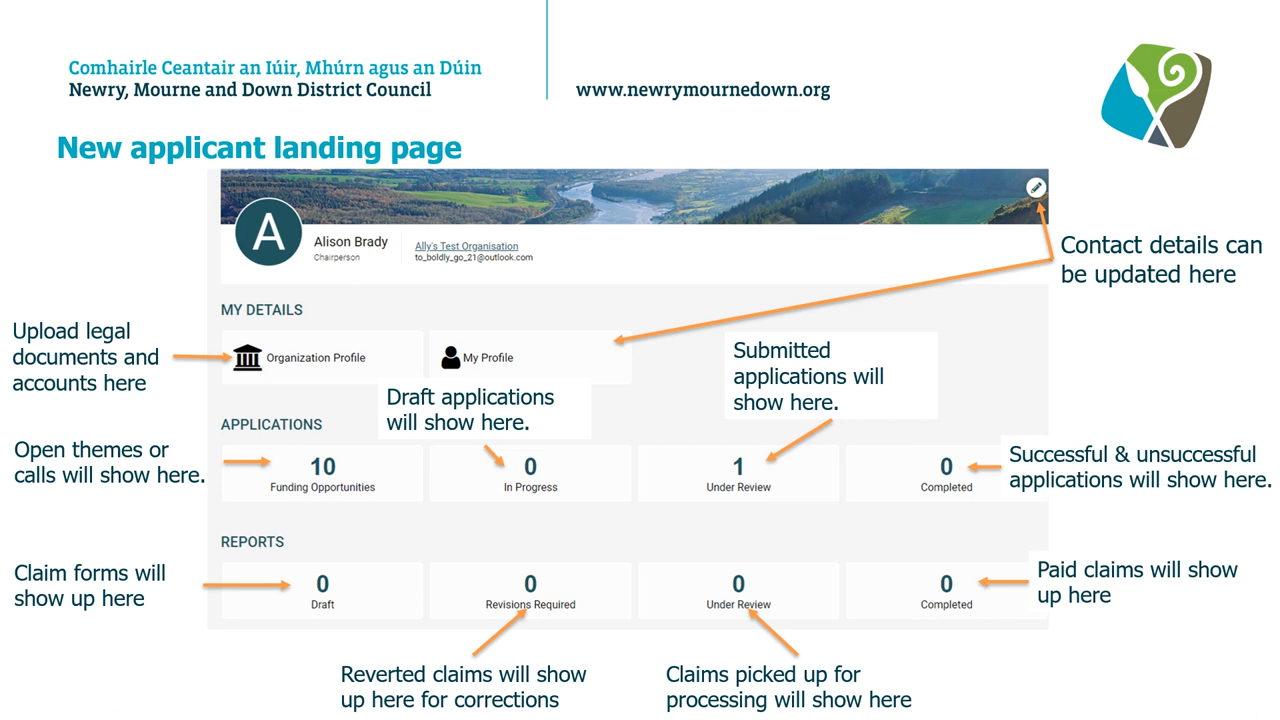 Comhairle Ceantair an Iúir, Mhúrn agus an Dúin
Newry, Mourne and Down District Council
www.newrymournedown.org
New applicant landing page
A
Alison Brady
Chairperson
Ally's Test Organisation
to_boldly_go_21@outlook.com
Contact details can
be updated here
MY DETAILS
Upload legal
documents and
accounts here
Organization Profile
My Profile
Submitted
applications will
show here.
Draft applications
will show here.
APPLICATIONS
Open themes or
calls will show here.
10
Funding Opportunities
0
In Progress
1
Under Review
0
Completed
Successful & unsuccessful
applications will show here.
REPORTS
Claim forms will
show up here
0
Draft
0
Revisions Required
0
Under Review
0
Completed
Paid claims will show
up here
Reverted claims will show
up here for corrections
Claims picked up for
processing will show here